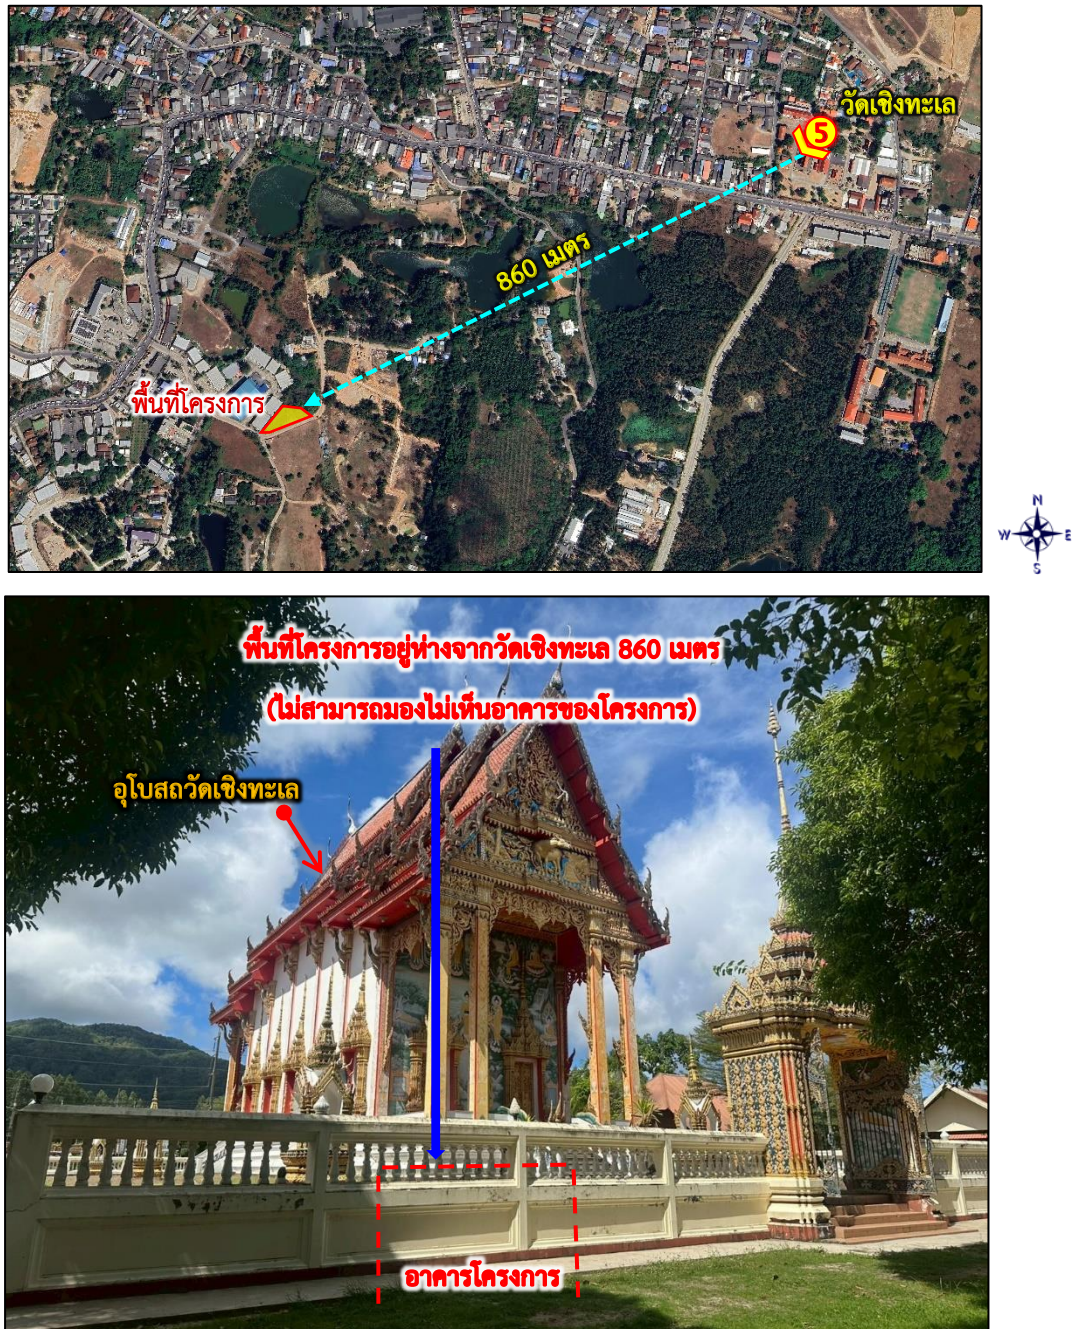 วัดเชิงทะเล
5
860 เมตร
พื้นที่โครงการ
N
W E
S
พื้นที่โครงการอยู่ห่างจากวัดเชิงทะเล 860 เมตร
(ไม่สามารถมองไม่เห็นอาคารของโครงการ)
อุโบสถวัดเชิงทะเล
อาคารโครงการ